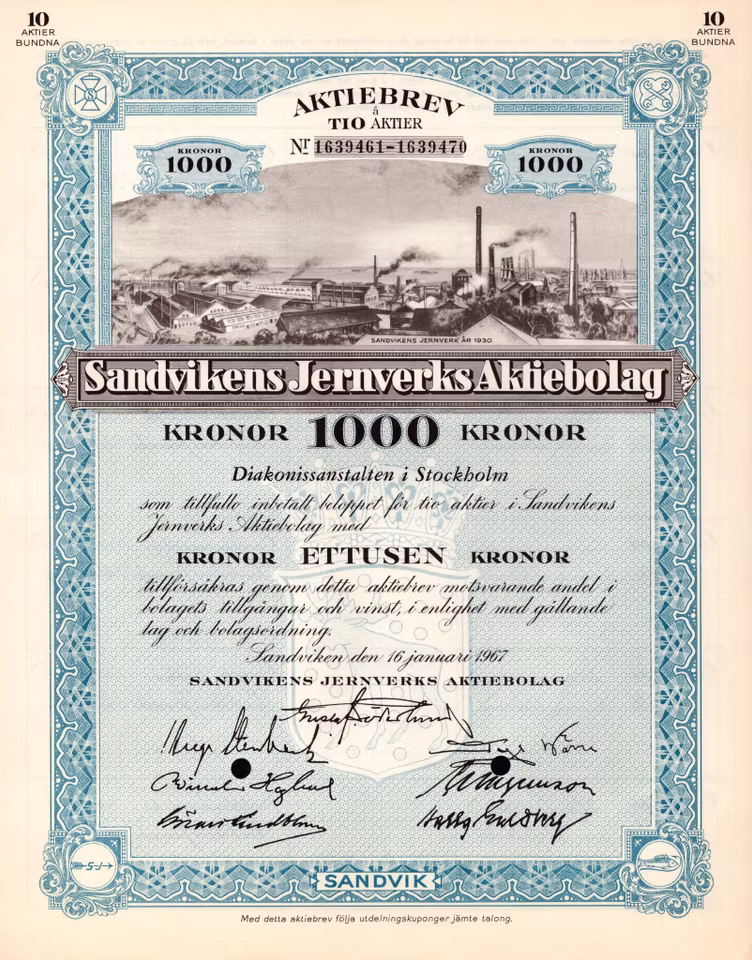 10
AKTIER
BUNDNA
10
AKTIER
BUNDNA
AKTIEBREV
à
TIO AKTIER
Nr 1639461-1639470
KRONOR
1000
KRONOR
1000
SANDVIKENS JERNVERK ÅR 1930
Sandvikens Jernverks Aktiebolag
KRONOR 1000 KRONOR
Diakonissanstalten i Stockholm
som tillfullo inbetalt beloppet för tio aktier i Sandvikens
Jernverks Aktiebolag med
KRONOR ETTUSEN KRONOR
tillförsäkras genom detta aktiebrev motsvarande andel i
bolagets tillgångar och vinst, i enlighet med gällande
lag och bolagsordning.
Sandviken den 16 januari 1967
SANDVIKENS JERNVERKS AKTIEBOLAG
Hugo Stenbeck
S
SANDVIK
Med detta aktiebrev följa utdelningskuponger jämte talong.